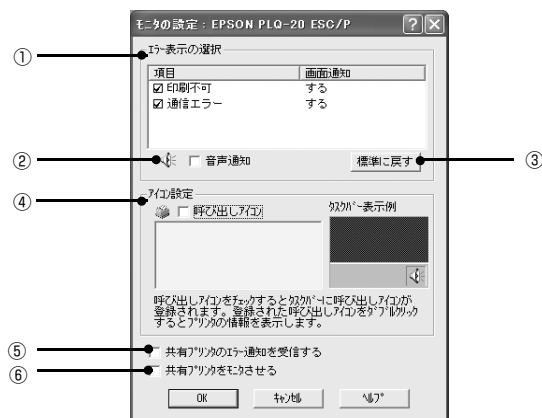 モニタの設定：EPSON PLQ-20 ESC/P
①
ｴﾗｰ表示の選択
項目 画面通知
印刷不可 する
通信エラー する
②
音声通知
標準に戻す
③
④
ｱｲｺﾝ設定
呼び出しｱｲｺﾝ
ﾀｽｸﾊﾞｰ表示例
呼び出しｱｲｺﾝをﾁｪｯｸするとﾀｽｸﾊﾞｰに呼び出しｱｲｺﾝが
登録されます。登録された呼び出しｱｲｺﾝをﾀﾞﾌﾞﾙｸﾘｯｸ
するとﾌﾟﾘﾝﾀの情報を表示します。
⑤
共有ﾌﾟﾘﾝﾀのｴﾗｰ通知を受信する
⑥
共有ﾌﾟﾘﾝﾀをﾓﾆﾀさせる
OK
ｷｬﾝｾﾙ
ﾍﾙﾌﾟ